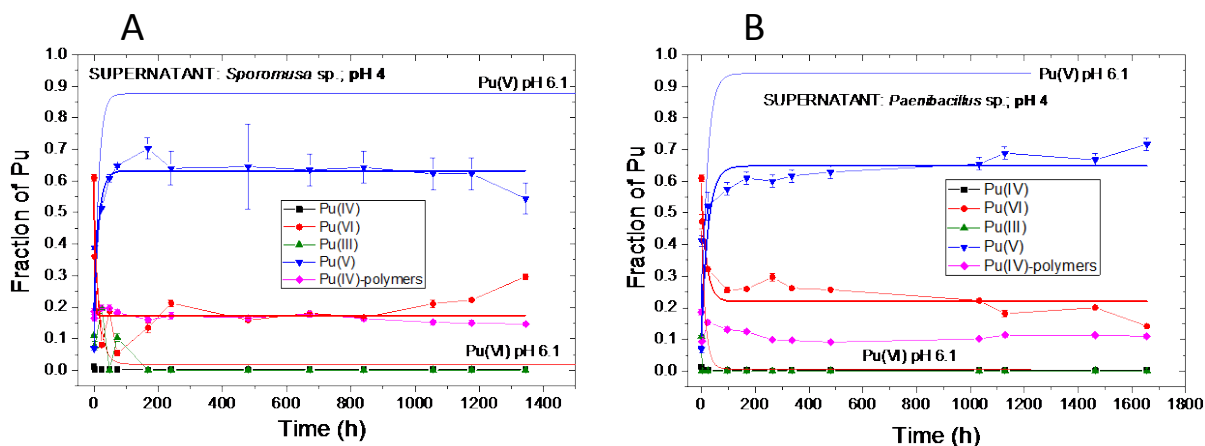 A
SUPERNATANT: Sporomusa sp.; pH 4
Pu(V) pH 6.1
Pu(IV)
Pu(VI)
Pu(III)
Pu(V)
Pu(IV)-polymers
Pu(VI) pH 6.1
Fraction of Pu
1.0
0.9
0.8
0.7
0.6
0.5
0.4
0.3
0.2
0.1
0.0
0 200 400 600 800 1000 1200 1400
Time (h)
B
Pu(V) pH 6.1
SUPERNATANT: Paenibacillus sp.; pH 4
Pu(IV)
Pu(VI)
Pu(III)
Pu(V)
Pu(IV)-polymers
Pu(VI) pH 6.1
Fraction of Pu
1.0
0.9
0.8
0.7
0.6
0.5
0.4
0.3
0.2
0.1
0.0
0 200 400 600 800 1000 1200 1400 1600 1800
Time (h)